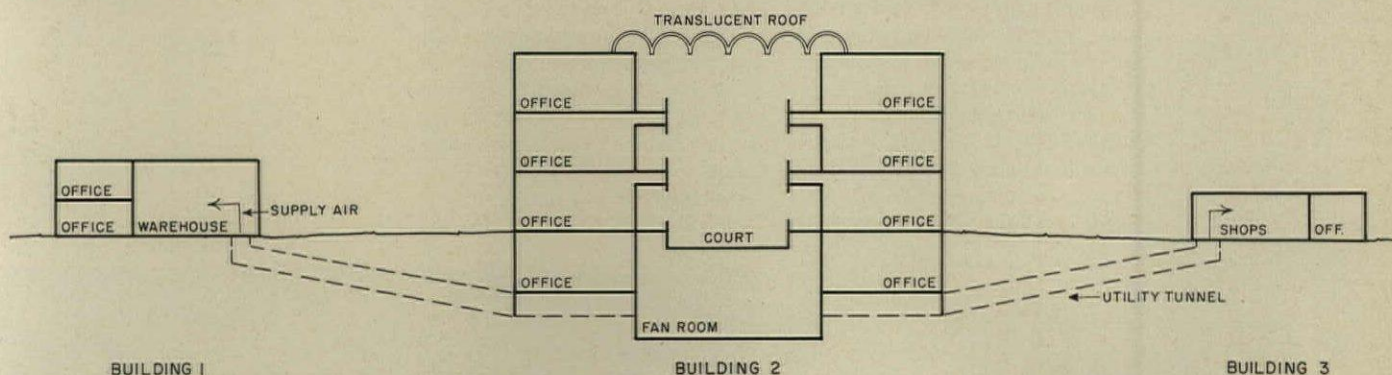 TRANSLUCENT ROOF
OFFICE OFFICE
OFFICE OFFICE
OFFICE
OFFICE WAREHOUSE SUPPLY AIR
OFFICE COURT OFFICE
SHOPS OFF.
OFFICE OFFICE
UTILITY TUNNEL
FAN ROOM
BUILDING 1 BUILDING 2 BUILDING 3